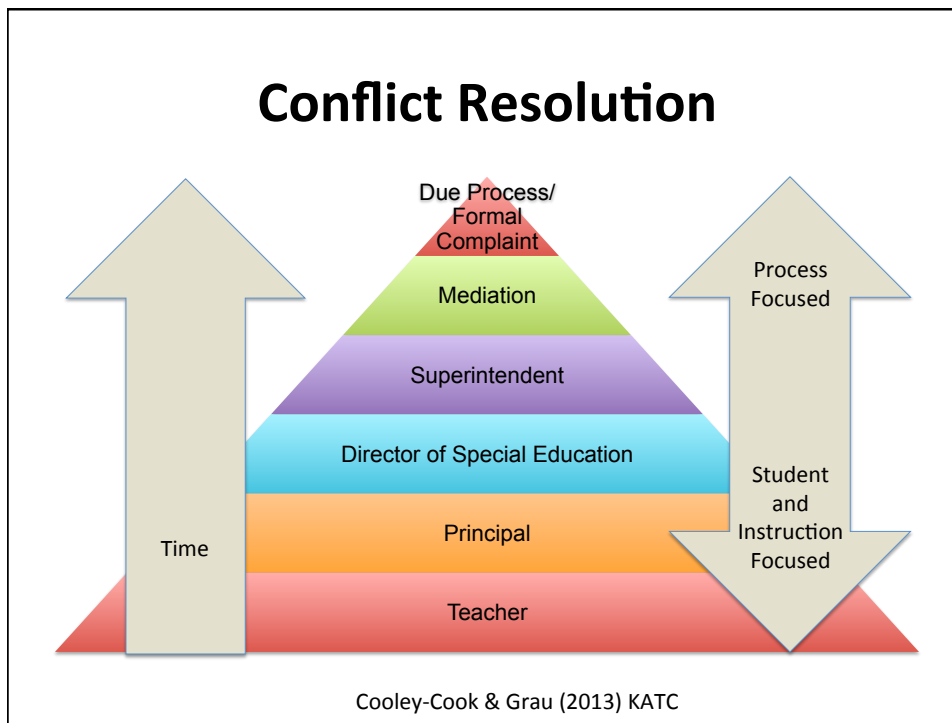 Conflict Resolution
Due Process/
Formal
Complaint
Mediation
Superintendent
Director of Special Education
Principal
Teacher
Time
Process
Focused
Student
and
Instruction
Focused
Cooley-Cook & Grau (2013) KATC